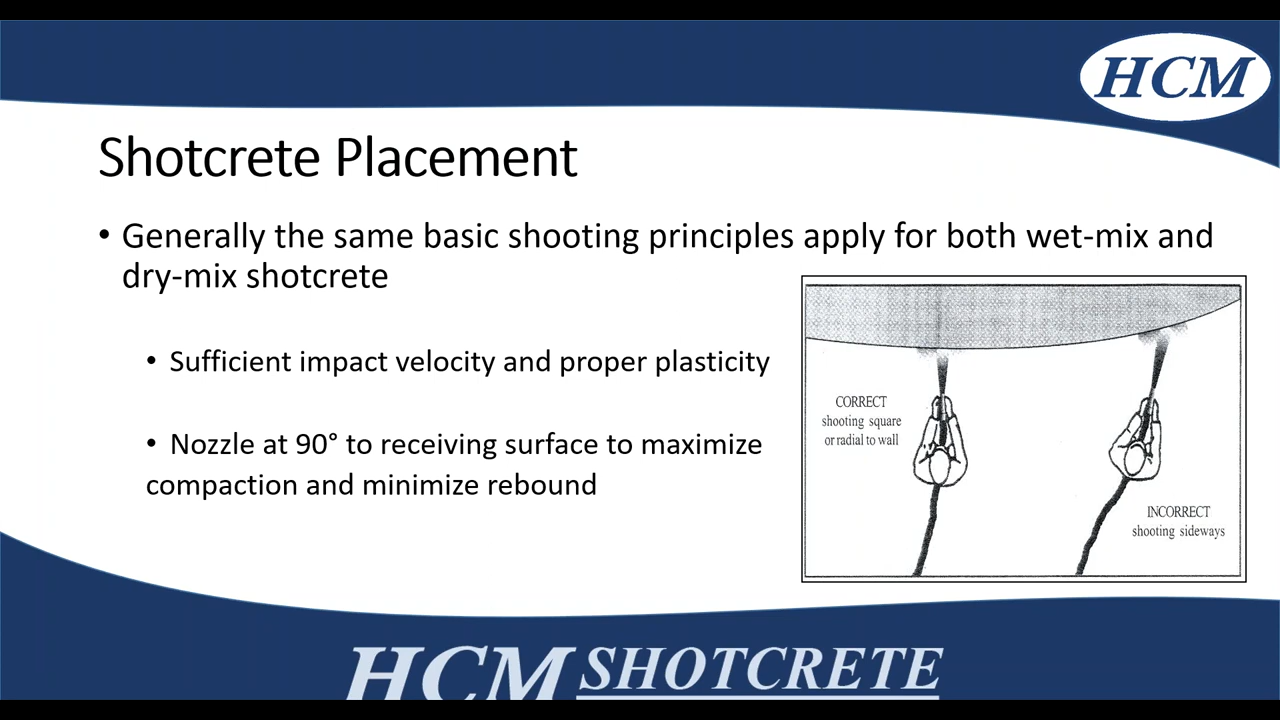 HCM
Shotcrete Placement
• Generally the same basic shooting principles apply for both wet-mix and
dry-mix shotcrete
• Sufficient impact velocity and proper plasticity
• Nozzle at 90° to receiving surface to maximize
compaction and minimize rebound
CORRECT
shooting square
or radial to wall
INCORRECT
shooting sideways
HCM SHOTCRETE